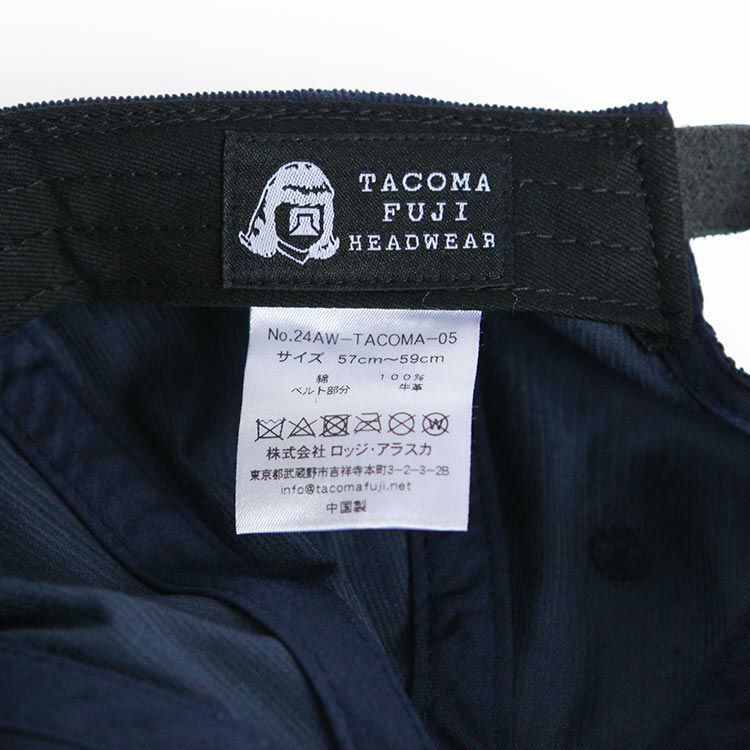 TACOMA
FUJI
HEADWEAR
No.24AW-TACOMA-05
サイズ 57cm～59cm
綿 100%
ベルト部分 牛革
株式会社 ロッジ・アラスカ
東京都武蔵野市吉祥寺本町3-2-3-2B
info@tacomafuji.net
中国製